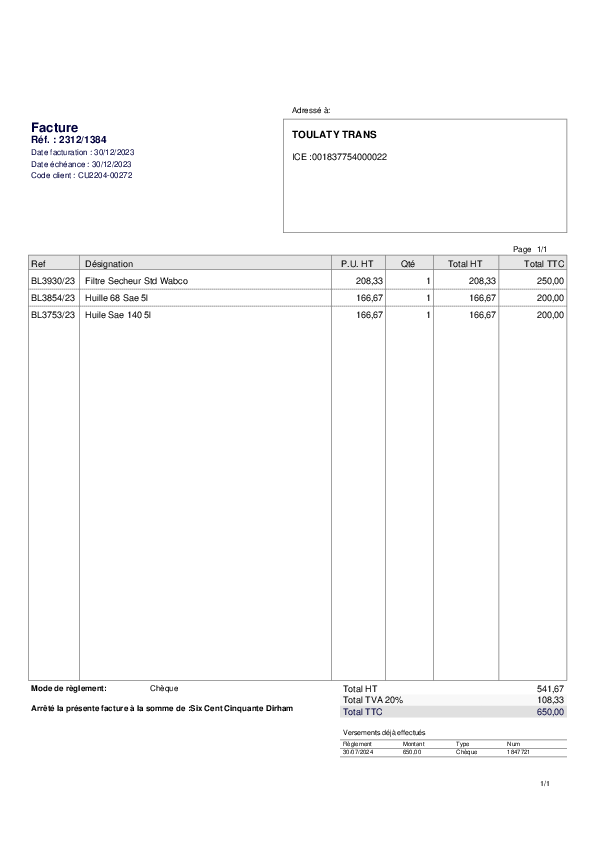 Adressé à:
Facture
Réf. : 2312/1384
Date facturation : 30/12/2023
Date échéance : 30/12/2023
Code client : CU2204-00272
TOULATY TRANS
ICE :001837754000022
Page 1/1
Ref Désignation P.U. HT Qté Total HT Total TTC
BL3930/23 Filtre Secheur Std Wabco 208,33 1 208,33 250,00
BL3854/23 Huille 68 Sae 5l 166,67 1 166,67 200,00
BL3753/23 Huile Sae 140 5l 166,67 1 166,67 200,00
Mode de règlement: Chèque
Arrêté la présente facture à la somme de :Six Cent Cinquante Dirham
Total HT 541,67
Total TVA 20% 108,33
Total TTC 650,00
Versements déjà effectués
Règlement Montant Type Num
30/07/2024 650,00 Chèque 1847721
1/1